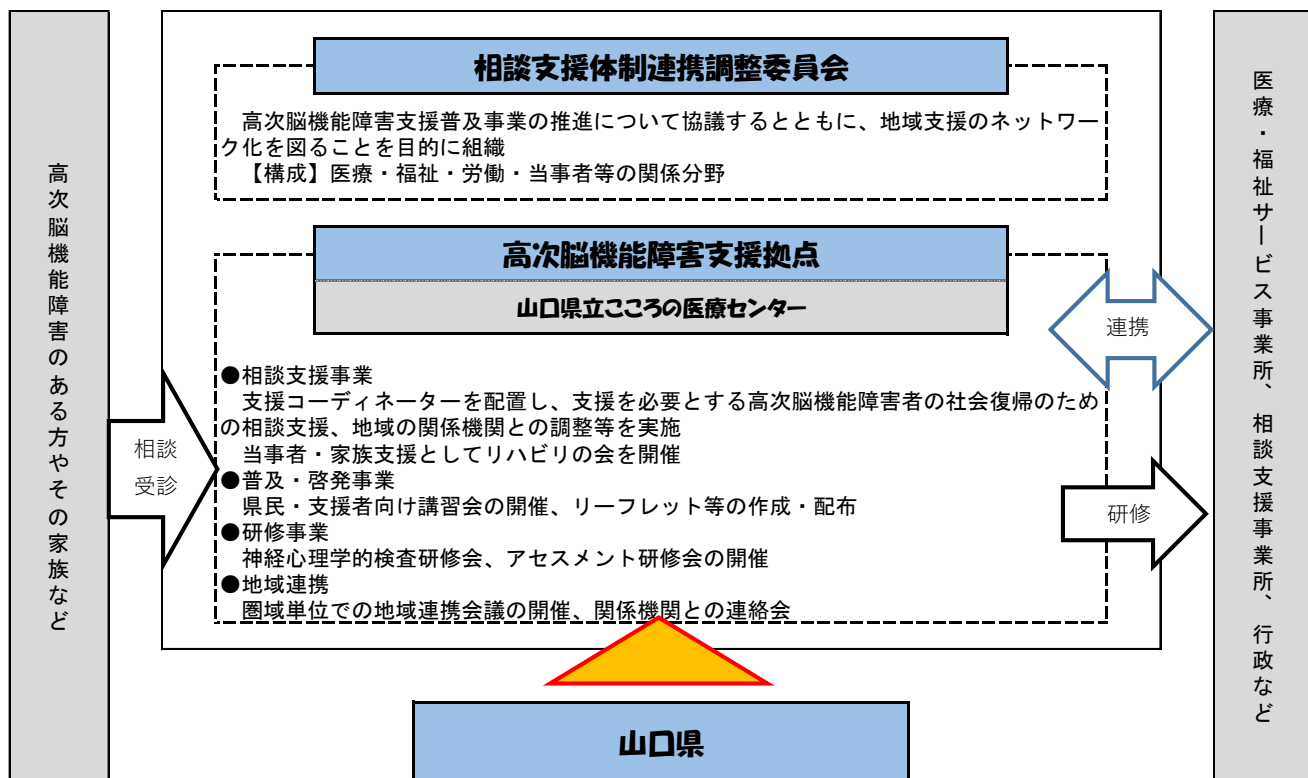 高次脳機能障害のある方やその家族など
相談
受診
相談支援体制連携調整委員会
高次脳機能障害支援普及事業の推進について協議するとともに、地域支援のネットワー
ク化を図ることを目的に組織
【構成】医療・福祉・労働・当事者等の関係分野
高次脳機能障害支援拠点
山口県立こころの医療センター
●相談支援事業
支援コーディネーターを配置し、支援を必要とする高次脳機能障害者の社会復帰のため
の相談支援、地域の関係機関との調整等を実施
当事者・家族支援としてリハビリの会を開催
●普及・啓発事業
県民・支援者向け講習会の開催、リーフレット等の作成・配布
●研修事業
神経心理学的検査研修会、アセスメント研修会の開催
●地域連携
圏域単位での地域連携会議の開催、関係機関との連絡会
連携
研修
医療・福祉サービス事業所、相談支援事業所、行政など
山口県